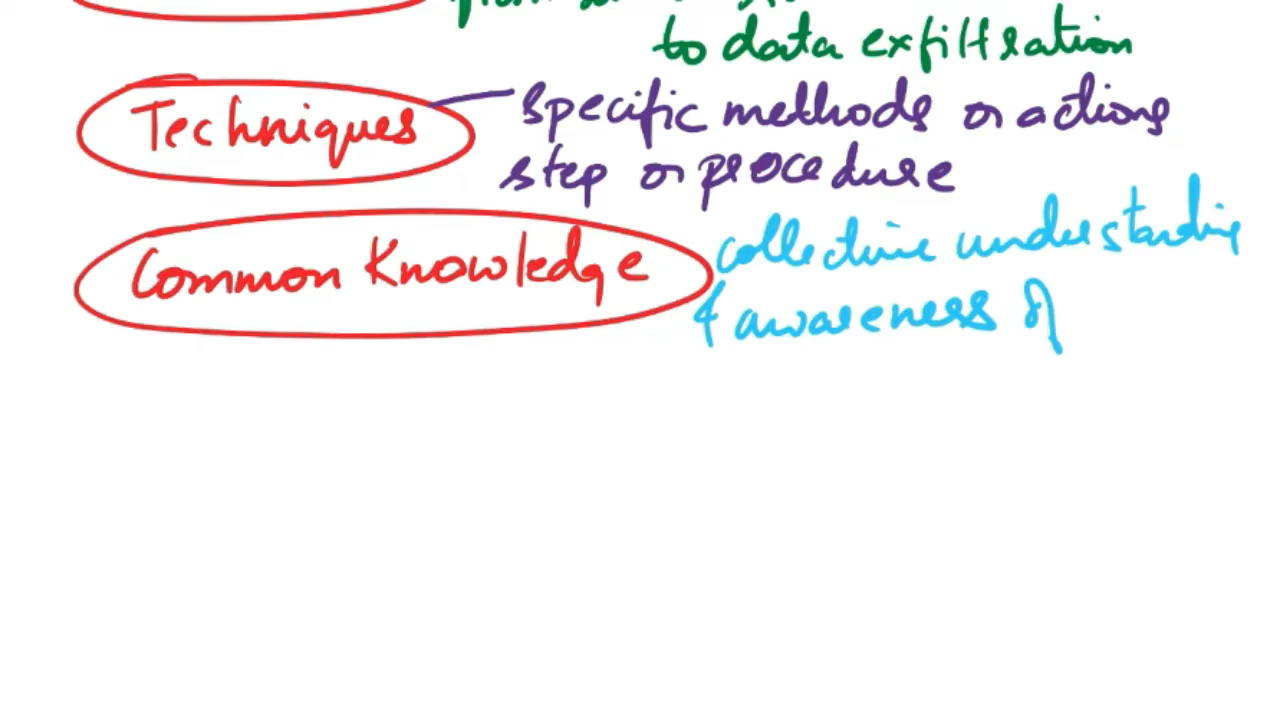 to data exfiltration
Techniques
specific methods or actions
step or procedure
Common Knowledge
collective understanding
& awareness of